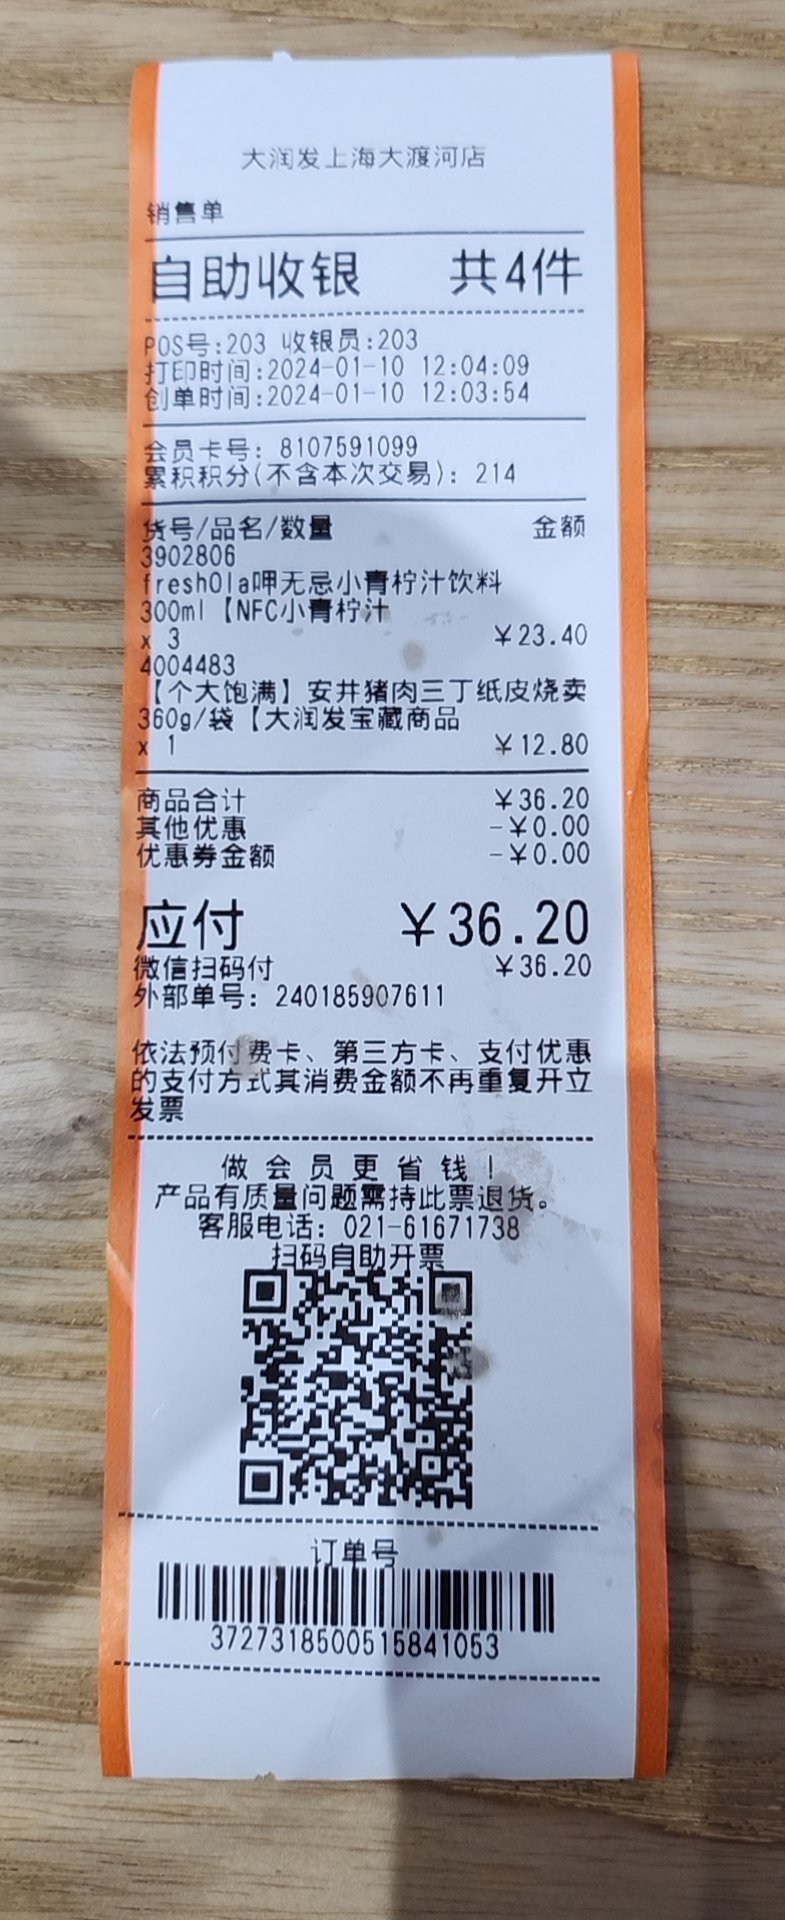 大润发上海大渡河店
销售单
自助收银 共4件
POS号:203 收银员:203
打印时间:2024-01-10 12:04:09
创单时间:2024-01-10 12:03:54
会员卡号: 8107591099
累积积分(不含本次交易): 214
货号/品名/数量 金额
3902806
freshOla呷无忌小青柠汁饮料
300ml【NFC小青柠汁
x 3 ¥23.40
4004483
【个大饱满】安井猪肉三丁纸皮烧卖
360g/袋【大润发宝藏商品
x 1 ¥12.80
商品合计 ¥36.20
其他优惠 -¥0.00
优惠券金额 -¥0.00
应付 ¥36.20
微信扫码付 ¥36.20
外部单号: 240185907611
依法预付费卡、第三方卡、支付优惠
的支付方式其消费金额不再重复开立
发票
做会员更省钱!
产品有质量问题需持此票退货。
客服电话: 021-61671738
扫码自助开票
订单号
3727318500515841053